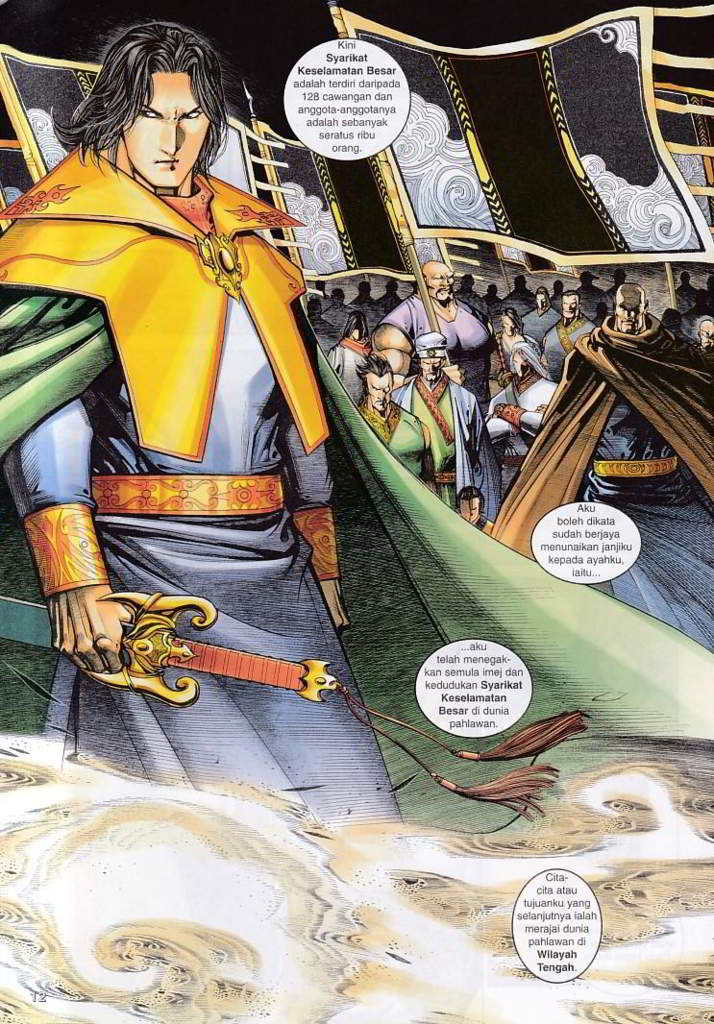 Kini
Syarikat
Keselamatan Besar
adalah terdiri daripada
128 cawangan dan
anggota-anggotanya
adalah sebanyak
seratus ribu
orang.
Aku
boleh dikata
sudah berjaya
menunaikan janjiku
kepada ayahku,
iaitu...
...aku
telah menegak-
kan semula imej dan
kedudukan Syarikat
Keselamatan
Besar di dunia
pahlawan.
Cita-
cita atau
tujuanku yang
selanjutnya ialah
merajai dunia
pahlawan di
Wilayah
Tengah.
12